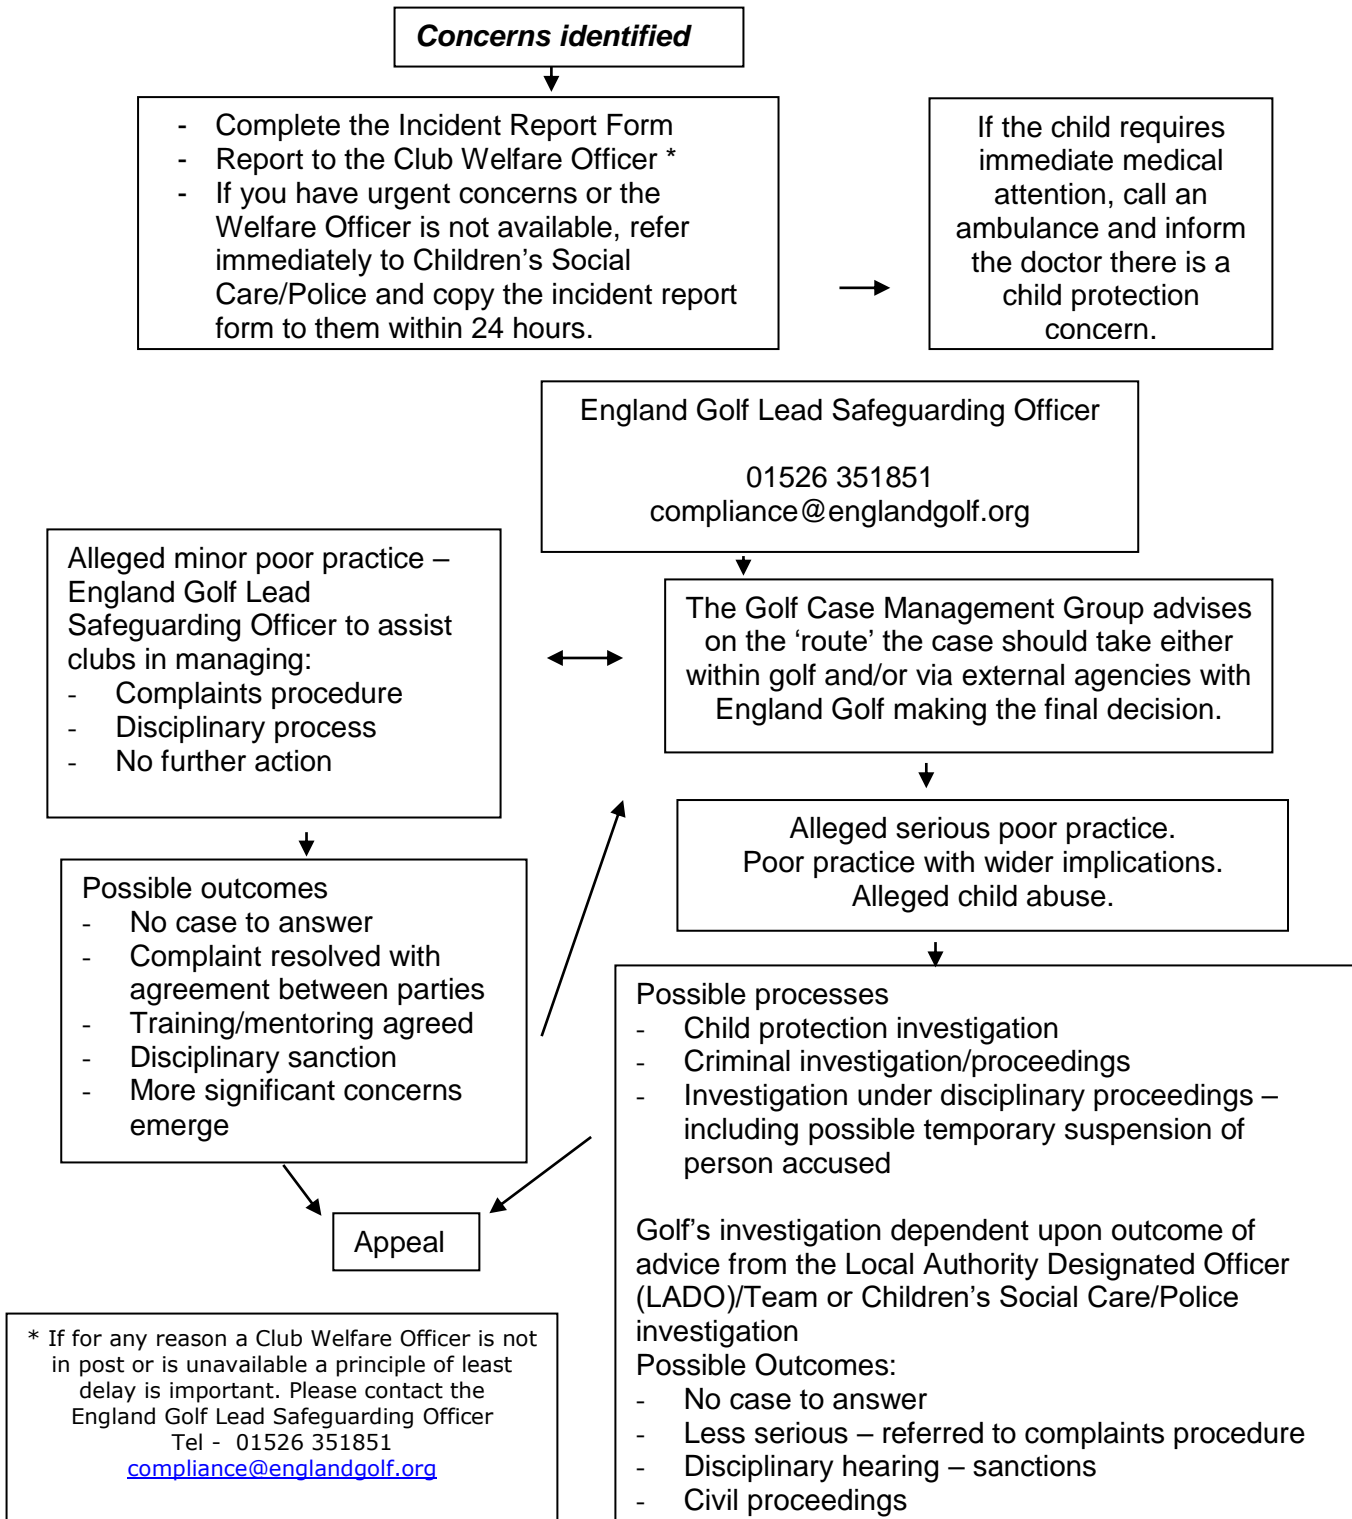 Concerns identified
- Complete the Incident Report Form
- Report to the Club Welfare Officer *
- If you have urgent concerns or the
Welfare Officer is not available, refer
immediately to Children's Social
Care/Police and copy the incident report
form to them within 24 hours.
If the child requires
immediate medical
attention, call an
ambulance and inform
the doctor there is a
child protection
concern.
England Golf Lead Safeguarding Officer
01526 351851
compliance@englandgolf.org
Alleged minor poor practice –
England Golf Lead
Safeguarding Officer to assist
clubs in managing:
- Complaints procedure
- Disciplinary process
- No further action
The Golf Case Management Group advises
on the ‘route’ the case should take either
within golf and/or via external agencies with
England Golf making the final decision.
Alleged serious poor practice.
Poor practice with wider implications.
Alleged child abuse.
Possible outcomes
- No case to answer
- Complaint resolved with
agreement between parties
- Training/mentoring agreed
- Disciplinary sanction
- More significant concerns
emerge
Possible processes
- Child protection investigation
- Criminal investigation/proceedings
- Investigation under disciplinary proceedings –
including possible temporary suspension of
person accused
Golf’s investigation dependent upon outcome of
advice from the Local Authority Designated Officer
(LADO)/Team or Children’s Social Care/Police
investigation
Possible Outcomes:
- No case to answer
- Less serious – referred to complaints procedure
- Disciplinary hearing – sanctions
- Civil proceedings
Appeal
* If for any reason a Club Welfare Officer is not
in post or is unavailable a principle of least
delay is important. Please contact the
England Golf Lead Safeguarding Officer
Tel - 01526 351851
compliance@englandgolf.org